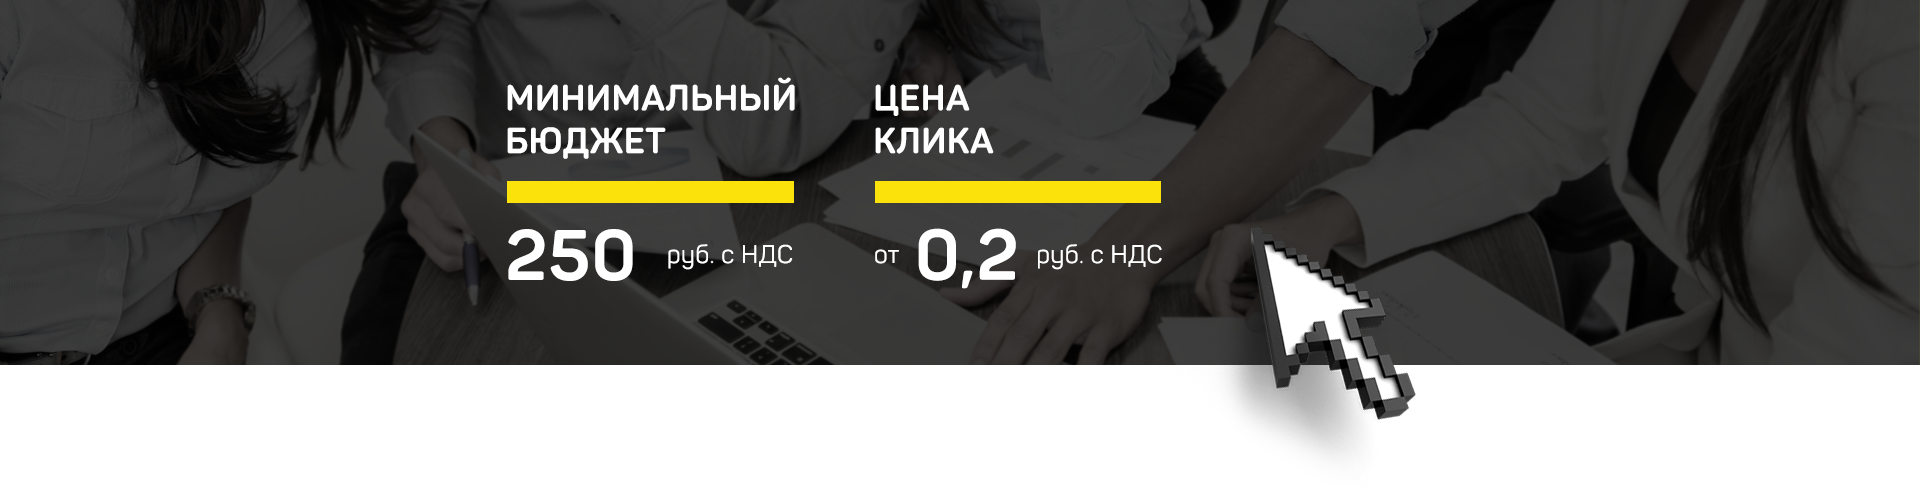 МИНИМАЛЬНЫЙ
БЮДЖЕТ
250 руб. с НДС
ЦЕНА
КЛИКА
от 0,2 руб. с НДС